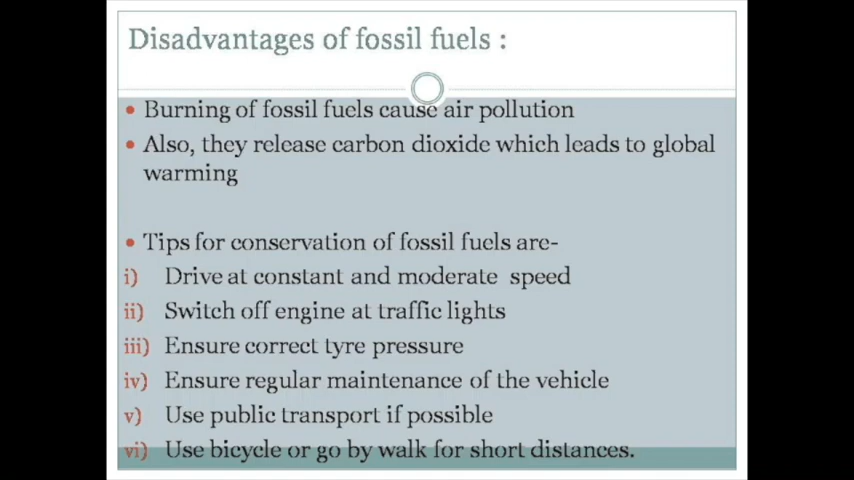 Disadvantages of fossil fuels :
• Burning of fossil fuels cause air pollution
• Also, they release carbon dioxide which leads to global
warming
• Tips for conservation of fossil fuels are-
i) Drive at constant and moderate speed
ii) Switch off engine at traffic lights
iii) Ensure correct tyre pressure
iv) Ensure regular maintenance of the vehicle
v) Use public transport if possible
vi) Use bicycle or go by walk for short distances.